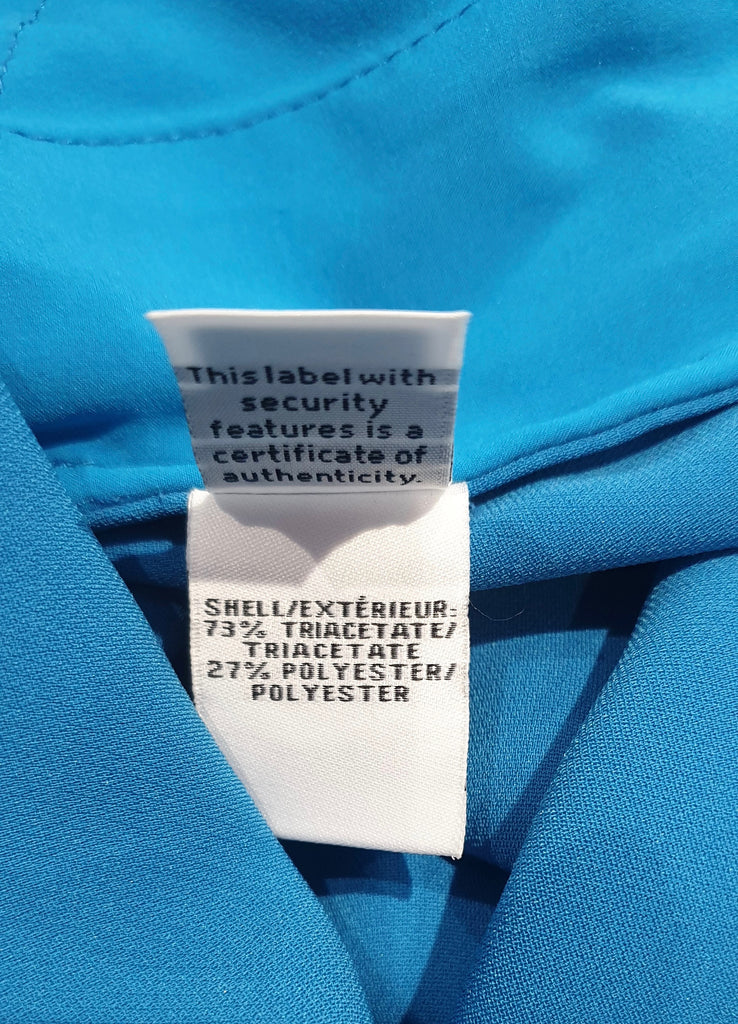 This label with
security
features is a
certificate of
authenticity.
SHELL/EXTÉRIEUR:
73% TRIACETATE/
TRIACETATE
27% POLYESTER/
POLYESTER